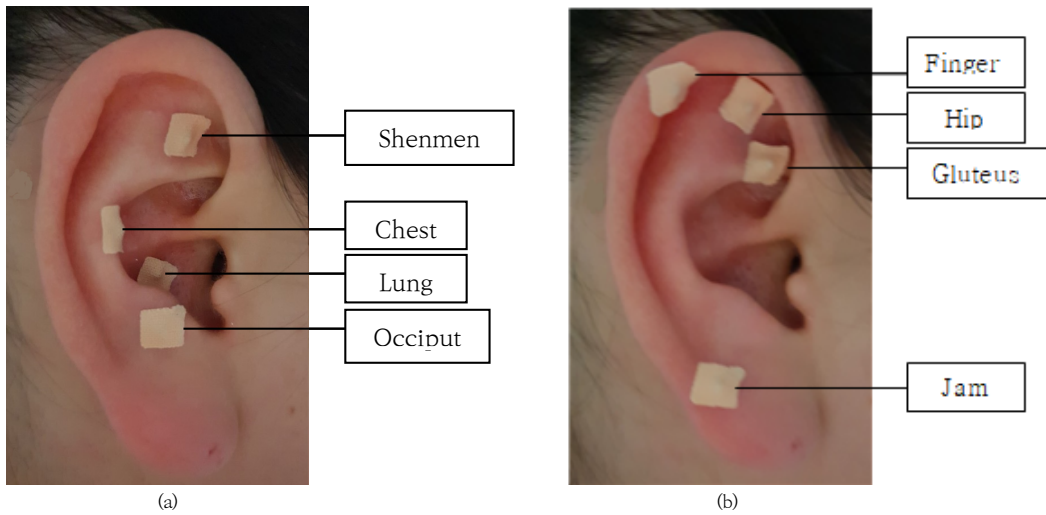 Shenmen
Chest
Lung
Occiput
(a)
Finger
Hip
Gluteus
Jam
(b)